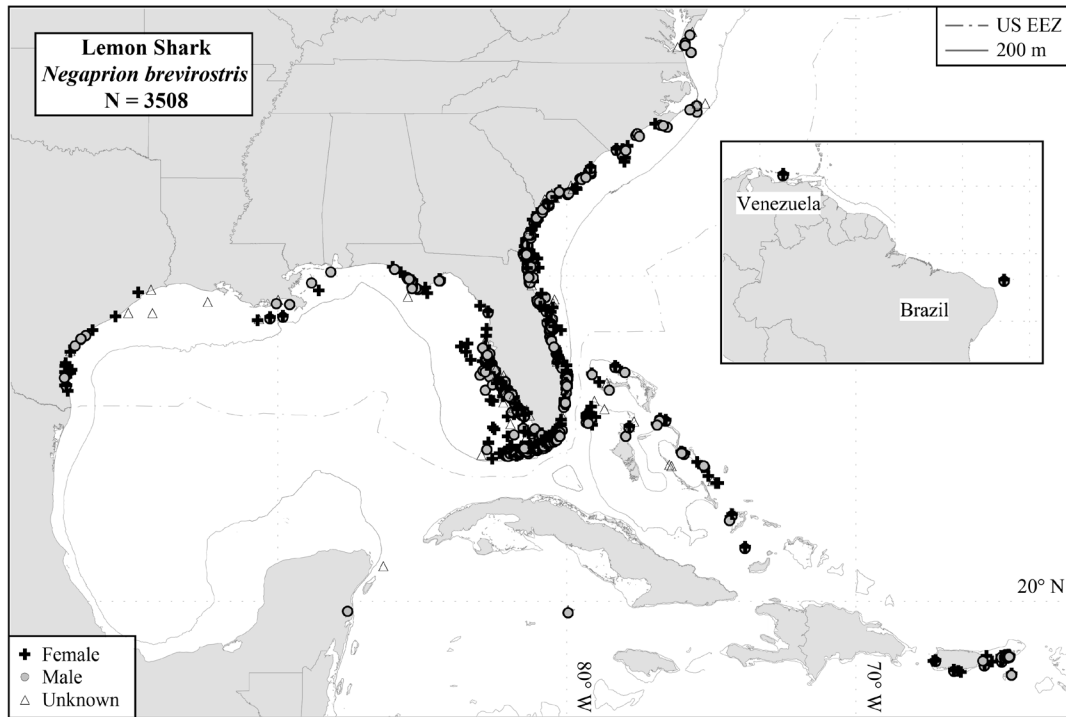 Lemon Shark
Negaprion brevirostris
N = 3508
US EEZ
200 m
Venezuela
Brazil
20° N
80° W
70° W
Female
Male
Unknown